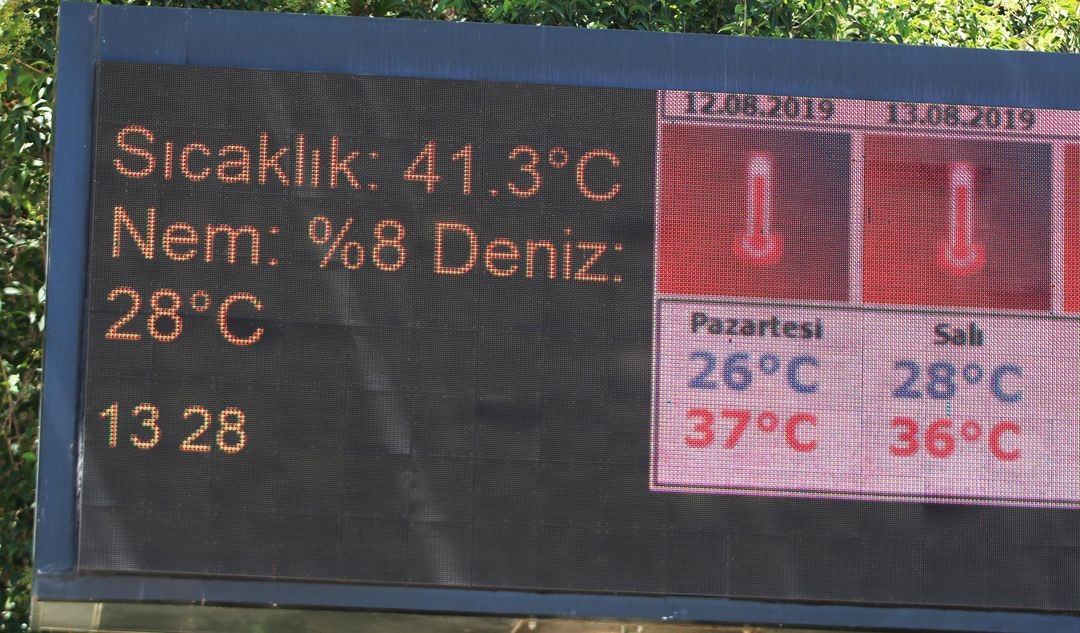 Sıcaklık: 41.3°C
Nem: %8 Deniz:
28°C
13 28
12.08.2019 13.08.2019
Pazartesi Salı
26°C 28°C
37°C 36°C